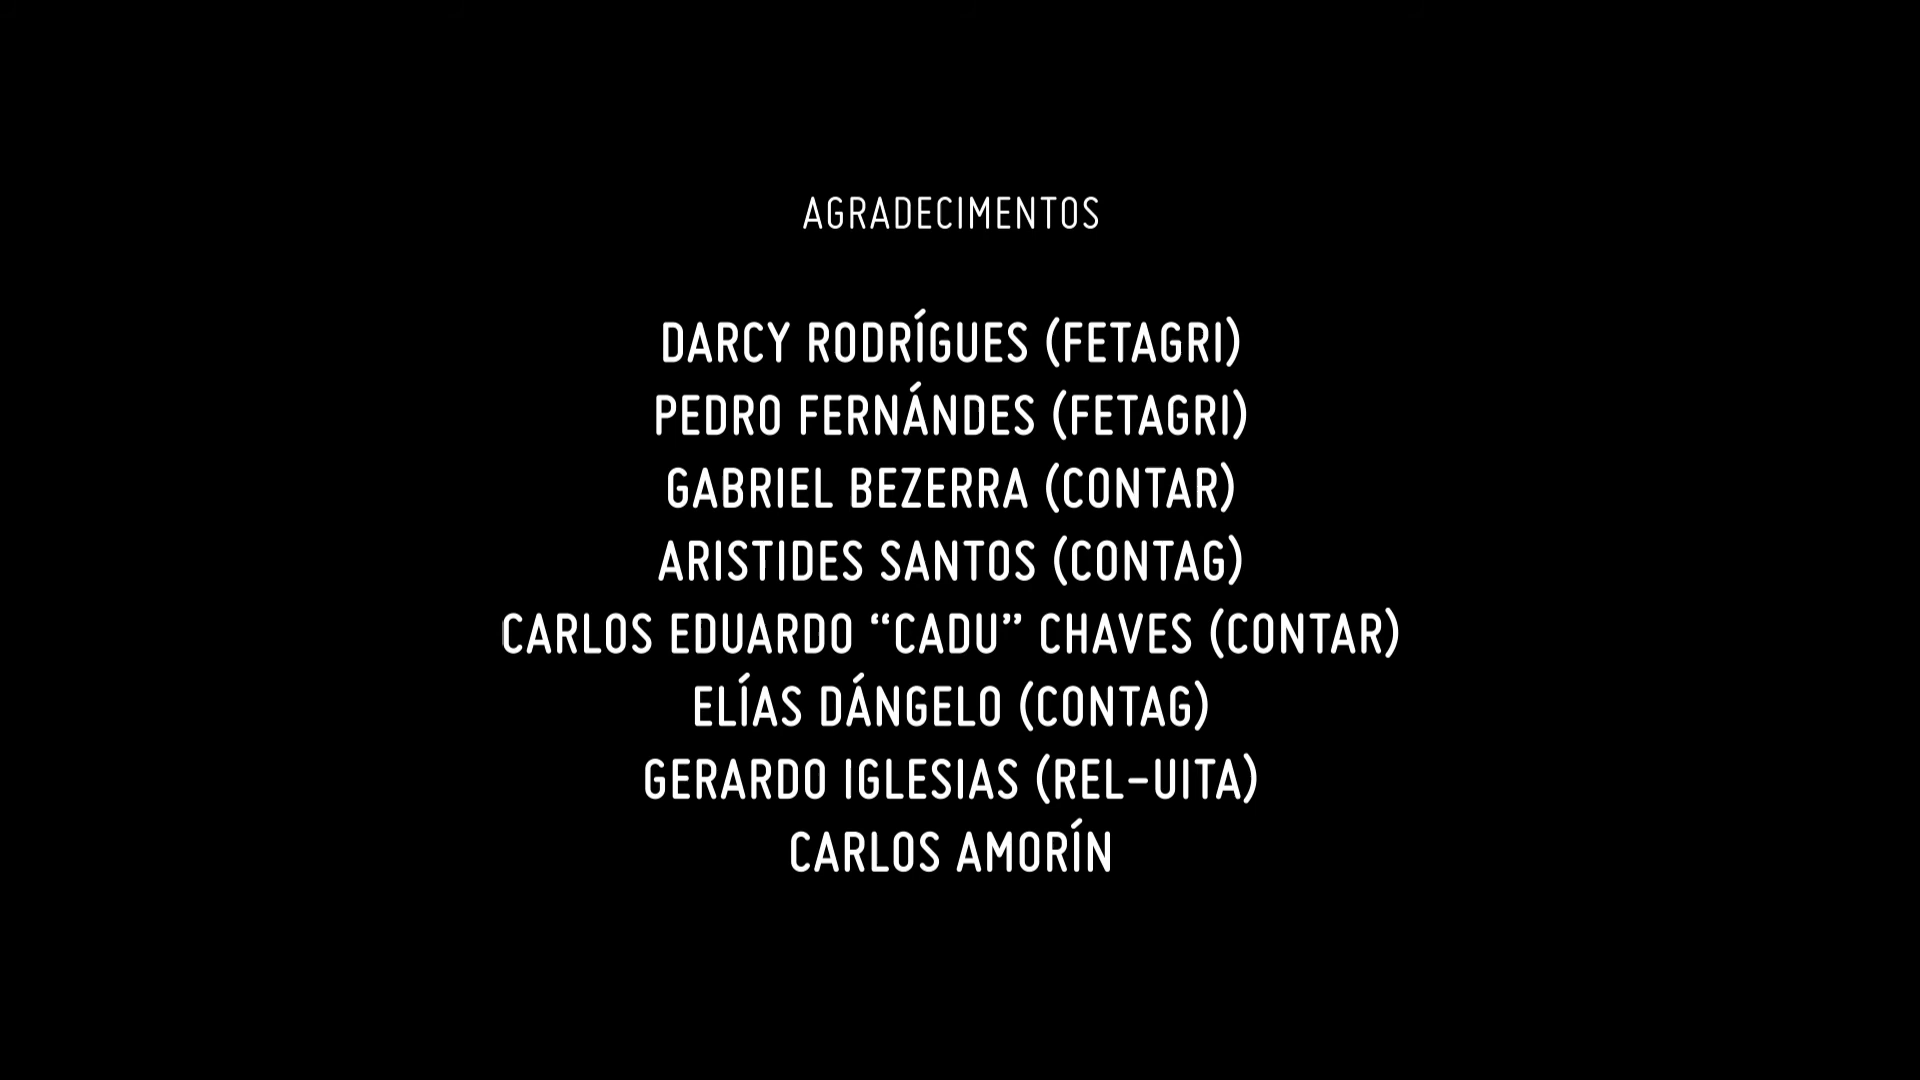 AGRADECIMENTOS
DARCY RODRÍGUES (FETAGRI)
PEDRO FERNÁNDES (FETAGRI)
GABRIEL BEZERRA (CONTAR)
ARISTIDES SANTOS (CONTAG)
CARLOS EDUARDO “CADU” CHAVES (CONTAR)
ELÍAS DÁNGELO (CONTAG)
GERARDO IGLESIAS (REL-UITA)
CARLOS AMORÍN